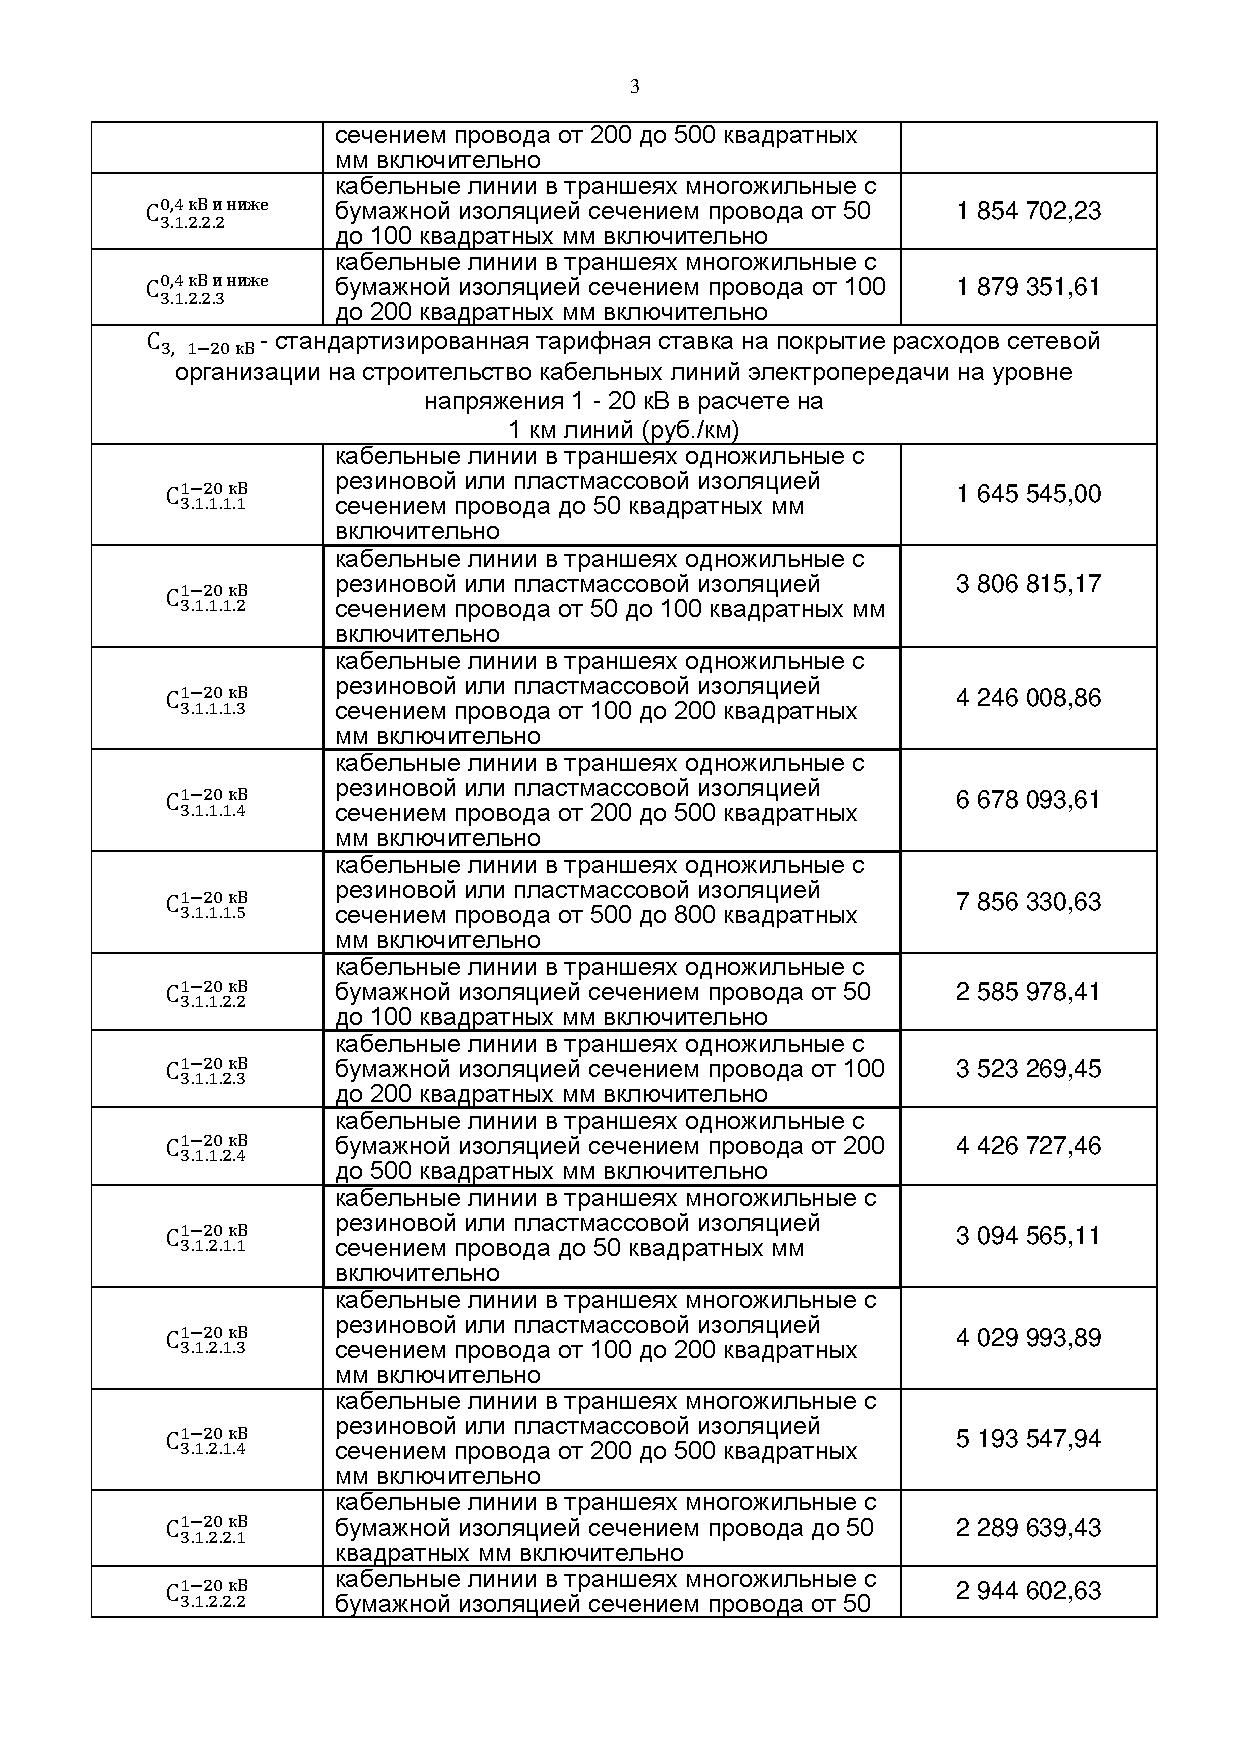 3
сечением провода от 200 до 500 квадратных
мм включительно
С0,4 кВ и ниже 3.1.2.2.2
кабельные линии в траншеях многожильные с
бумажной изоляцией сечением провода от 50
до 100 квадратных мм включительно
1 854 702,23
С0,4 кВ и ниже 3.1.2.2.3
кабельные линии в траншеях многожильные с
бумажной изоляцией сечением провода от 100
до 200 квадратных мм включительно
1 879 351,61
С3, 1−20 кВ - стандартизированная тарифная ставка на покрытие расходов сетевой
организации на строительство кабельных линий электропередачи на уровне
напряжения 1 - 20 кВ в расчете на
1 км линий (руб./км)
С1−20 кВ 3.1.1.1.1
кабельные линии в траншеях одножильные с
резиновой или пластмассовой изоляцией
сечением провода до 50 квадратных мм
включительно
1 645 545,00
С1−20 кВ 3.1.1.1.2
кабельные линии в траншеях одножильные с
резиновой или пластмассовой изоляцией
сечением провода от 50 до 100 квадратных мм
включительно
3 806 815,17
С1−20 кВ 3.1.1.1.3
кабельные линии в траншеях одножильные с
резиновой или пластмассовой изоляцией
сечением провода от 100 до 200 квадратных
мм включительно
4 246 008,86
С1−20 кВ 3.1.1.1.4
кабельные линии в траншеях одножильные с
резиновой или пластмассовой изоляцией
сечением провода от 200 до 500 квадратных
мм включительно
6 678 093,61
С1−20 кВ 3.1.1.1.5
кабельные линии в траншеях одножильные с
резиновой или пластмассовой изоляцией
сечением провода от 500 до 800 квадратных
мм включительно
7 856 330,63
С1−20 кВ 3.1.1.2.2
кабельные линии в траншеях одножильные с
бумажной изоляцией сечением провода от 50
до 100 квадратных мм включительно
2 585 978,41
С1−20 кВ 3.1.1.2.3
кабельные линии в траншеях одножильные с
бумажной изоляцией сечением провода от 100
до 200 квадратных мм включительно
3 523 269,45
С1−20 кВ 3.1.1.2.4
кабельные линии в траншеях одножильные с
бумажной изоляцией сечением провода от 200
до 500 квадратных мм включительно
4 426 727,46
С1−20 кВ 3.1.2.1.1
кабельные линии в траншеях многожильные с
резиновой или пластмассовой изоляцией
сечением провода до 50 квадратных мм
включительно
3 094 565,11
С1−20 кВ 3.1.2.1.3
кабельные линии в траншеях многожильные с
резиновой или пластмассовой изоляцией
сечением провода от 100 до 200 квадратных
мм включительно
4 029 993,89
С1−20 кВ 3.1.2.1.4
кабельные линии в траншеях многожильные с
резиновой или пластмассовой изоляцией
сечением провода от 200 до 500 квадратных
мм включительно
5 193 547,94
С1−20 кВ 3.1.2.2.1
кабельные линии в траншеях многожильные с
бумажной изоляцией сечением провода до 50
квадратных мм включительно
2 289 639,43
С1−20 кВ 3.1.2.2.2
кабельные линии в траншеях многожильные с
бумажной изоляцией сечением провода от 50
2 944 602,63